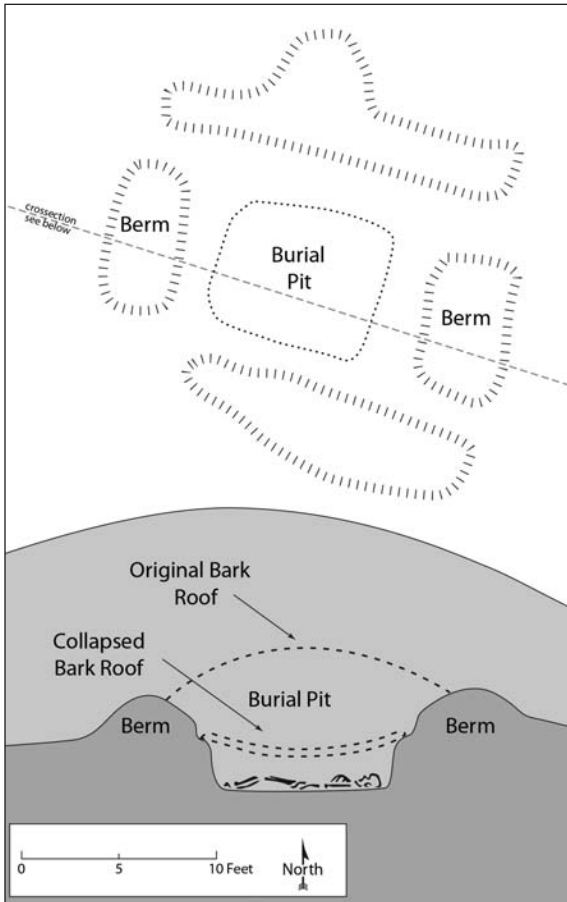 crossection
see below
Berm
Burial
Pit
Berm
Original Bark
Roof
Collapsed
Bark Roof
Burial Pit
Berm
Berm
0 5 10 Feet
North